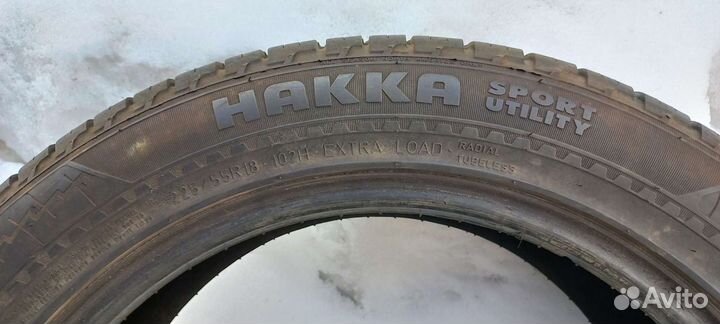 HAKKA
SPORT
UTILITY
225/55R18 · 102H · EXTRA LOAD
RADIAL
TUBELESS
Avito